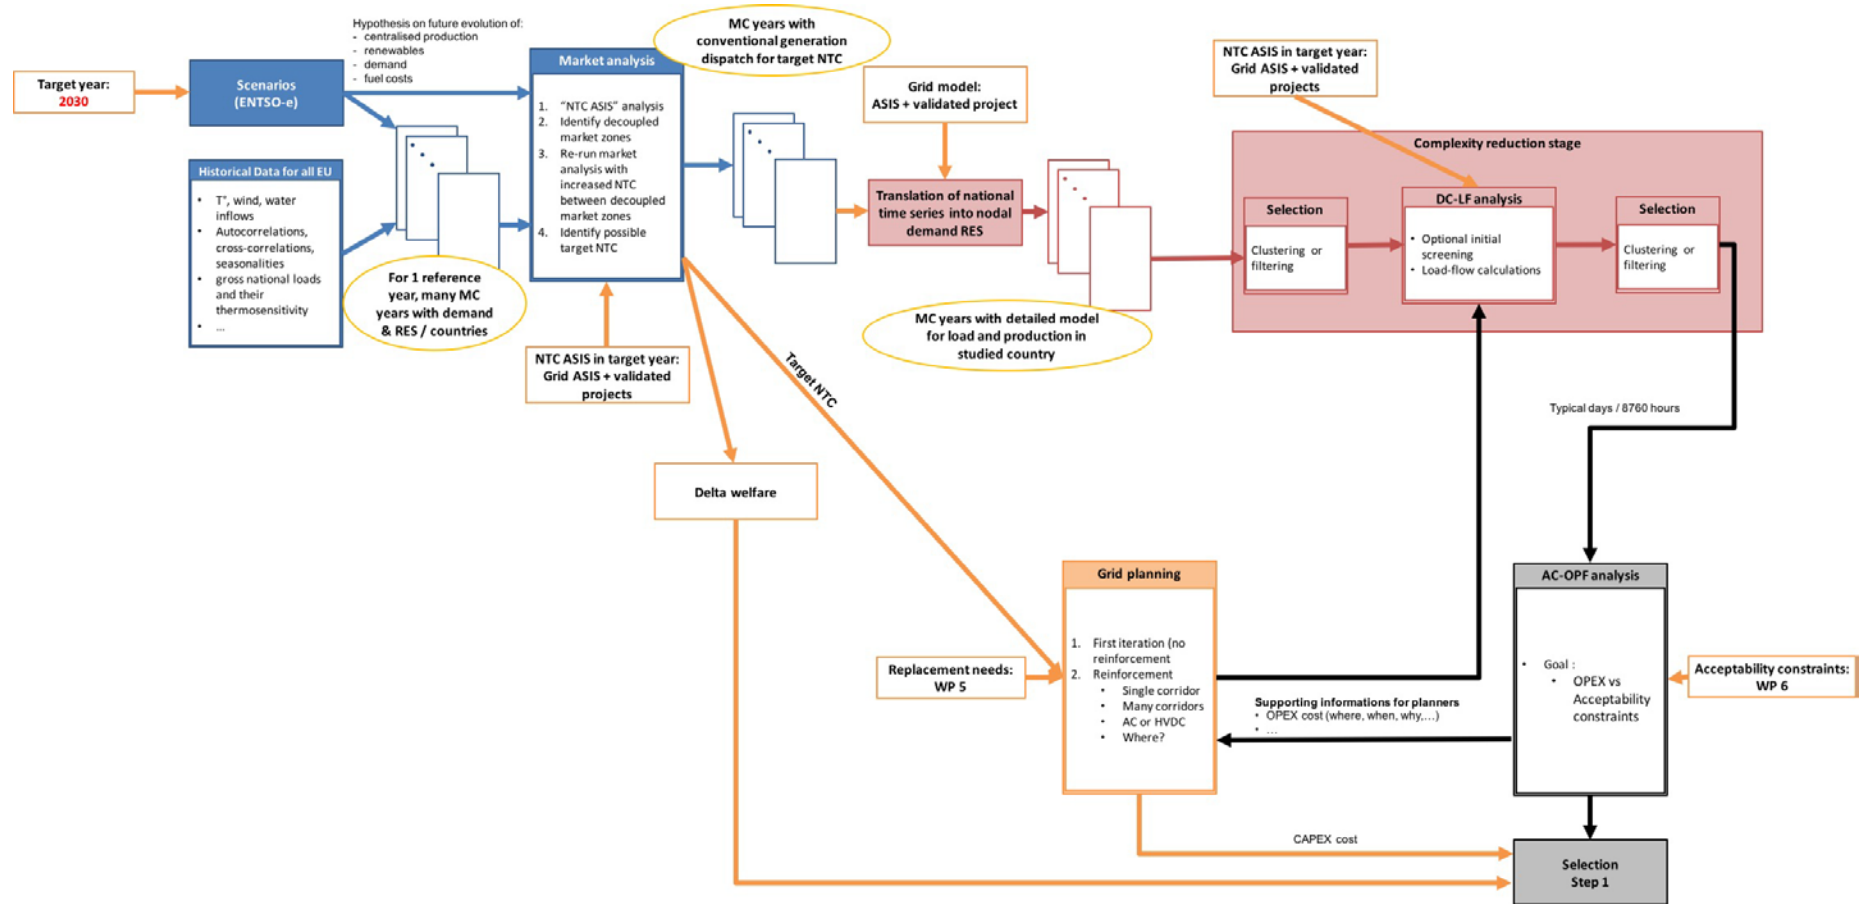 Target year:
2030
Scenarios
(ENTSO-e)
Hypothesis on future evolution of:
- centralised production
- renewables
- demand
- fuel costs
Historical Data for all EU
• T°, wind, water
inflows
• Autocorrelations,
cross-correlations,
seasonalities
• gross national loads
and their
thermosensitivity
• ...
For 1 reference
year, many MC
years with demand
& RES / countries
Market analysis
1. "NTC ASIS" analysis
2. Identify decoupled
market zones
3. Re-run market
analysis with
increased NTC
between decoupled
market zones
4. Identify possible
target NTC
MC years with
conventional generation
dispatch for target NTC
NTC ASIS in target year:
Grid ASIS + validated
projects
Grid model:
ASIS + validated project
Translation of national
time series into nodal
demand RES
MC years with detailed model
for load and production in
studied country
NTC ASIS in target year:
Grid ASIS + validated
projects
Complexity reduction stage
Selection
Clustering or
filtering
DC-LF analysis
• Optional initial
screening
• Load-flow calculations
Selection
Clustering or
filtering
Target NTC
Typical days / 8760 hours
Delta welfare
Grid planning
1. First iteration (no
reinforcement
2. Reinforcement
• Single corridor
• Many corridors
• AC or HVDC
• Where?
Replacement needs:
WP 5
Supporting informations for planners
• OPEX cost (where, when, why,...)
• ...
AC-OPF analysis
• Goal :
• OPEX vs
Acceptability
constraints
Acceptability constraints:
WP 6
CAPEX cost
Selection
Step 1